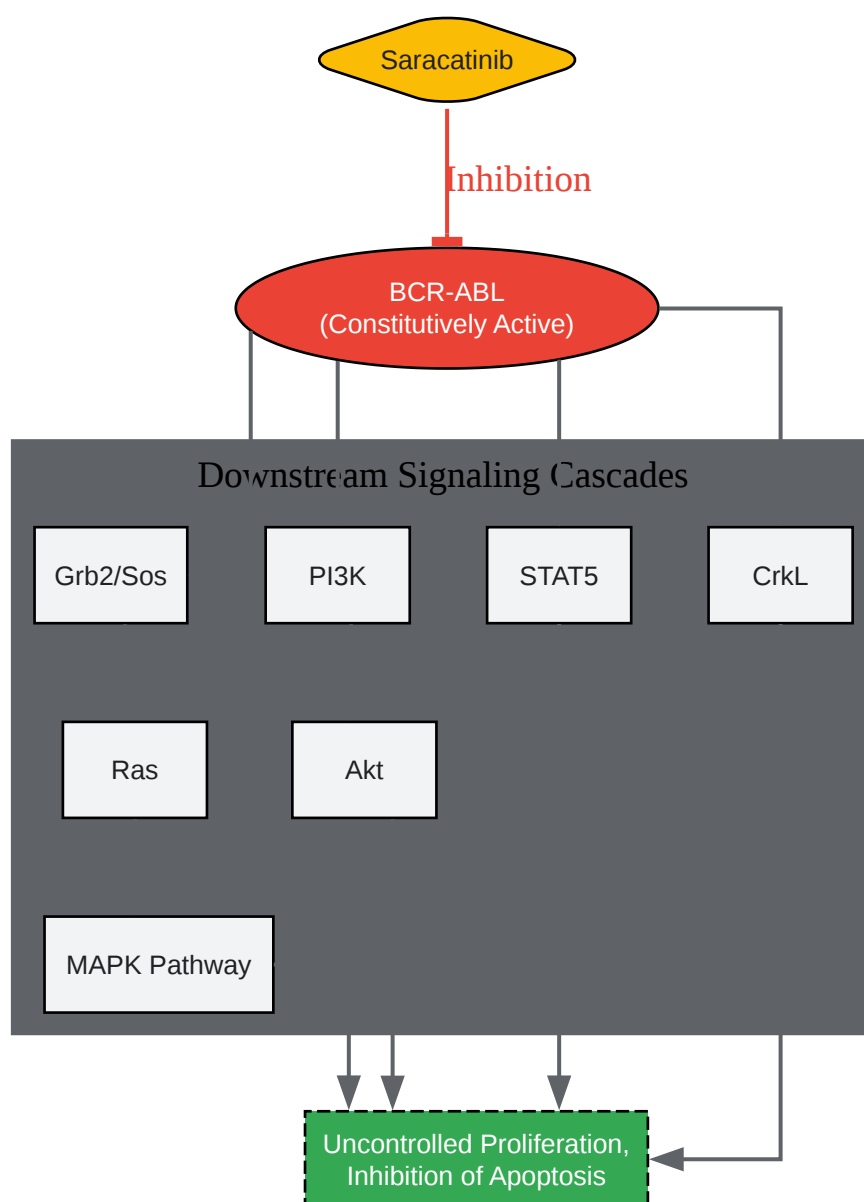 Saracatinib
Inhibition
BCR-ABL
(Constitutively Active)
Downstream Signaling Cascades
Grb2/Sos
PI3K
STAT5
CrkL
Ras
Akt
MAPK Pathway
Uncontrolled Proliferation,
Inhibition of Apoptosis